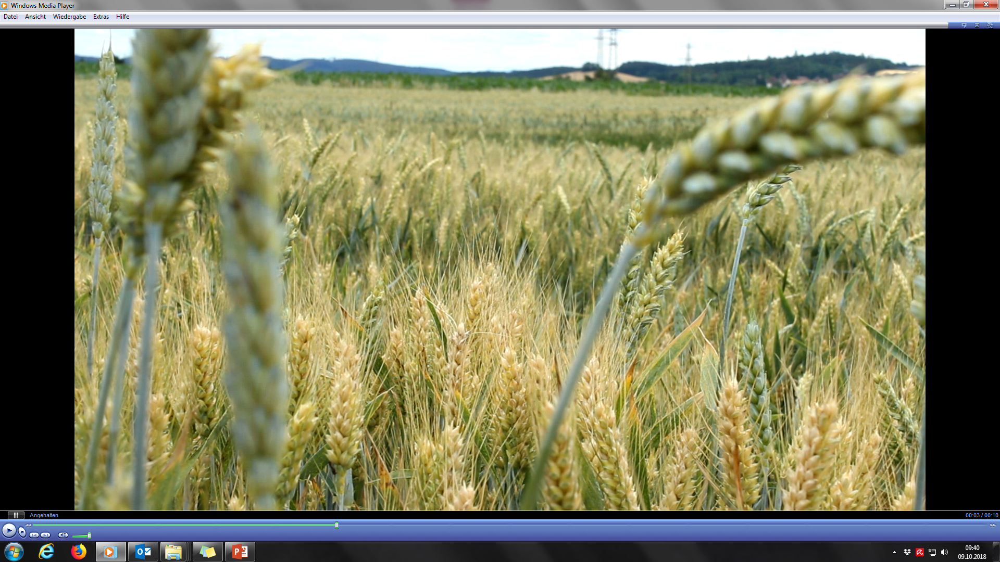 Windows Media Player
Datei Ansicht Wiedergabe Extras Hilfe
Angehalten
00:03 / 00:10
09:40
09.10.2018